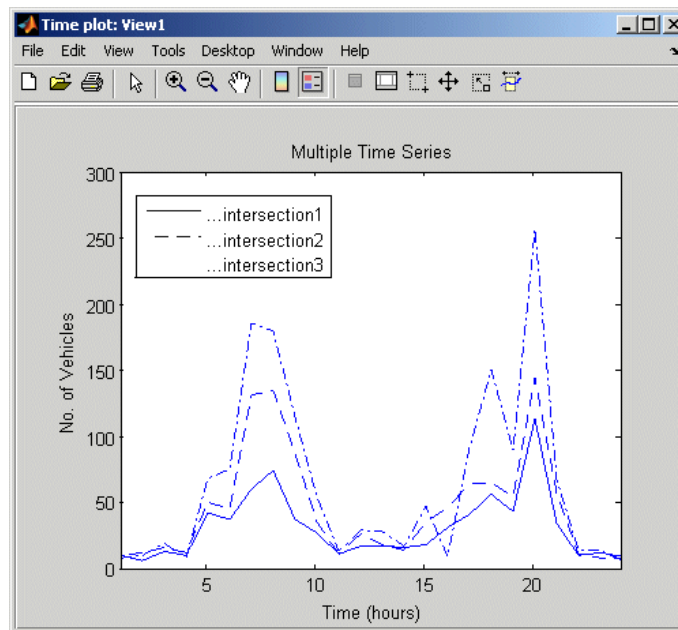 Time plot: View1
File Edit View Tools Desktop Window Help
Multiple Time Series
300
250
200
150
100
50
0
No. of Vehicles
...intersection1
...intersection2
...intersection3
5 10 15 20
Time (hours)